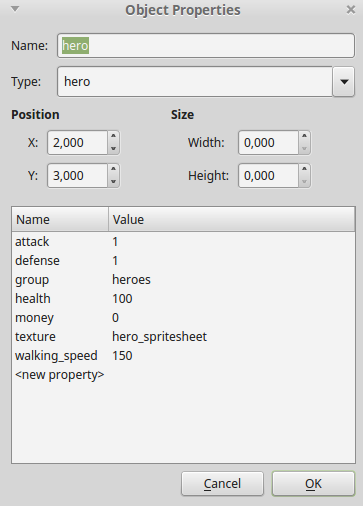 Object Properties
Name: hero
Type: hero
Position Size
X: 2,000 Width: 0,000
Y: 3,000 Height: 0,000
Name Value
attack 1
defense 1
group heroes
health 100
money 0
texture hero_spritesheet
walking_speed 150
<new property>
Cancel OK